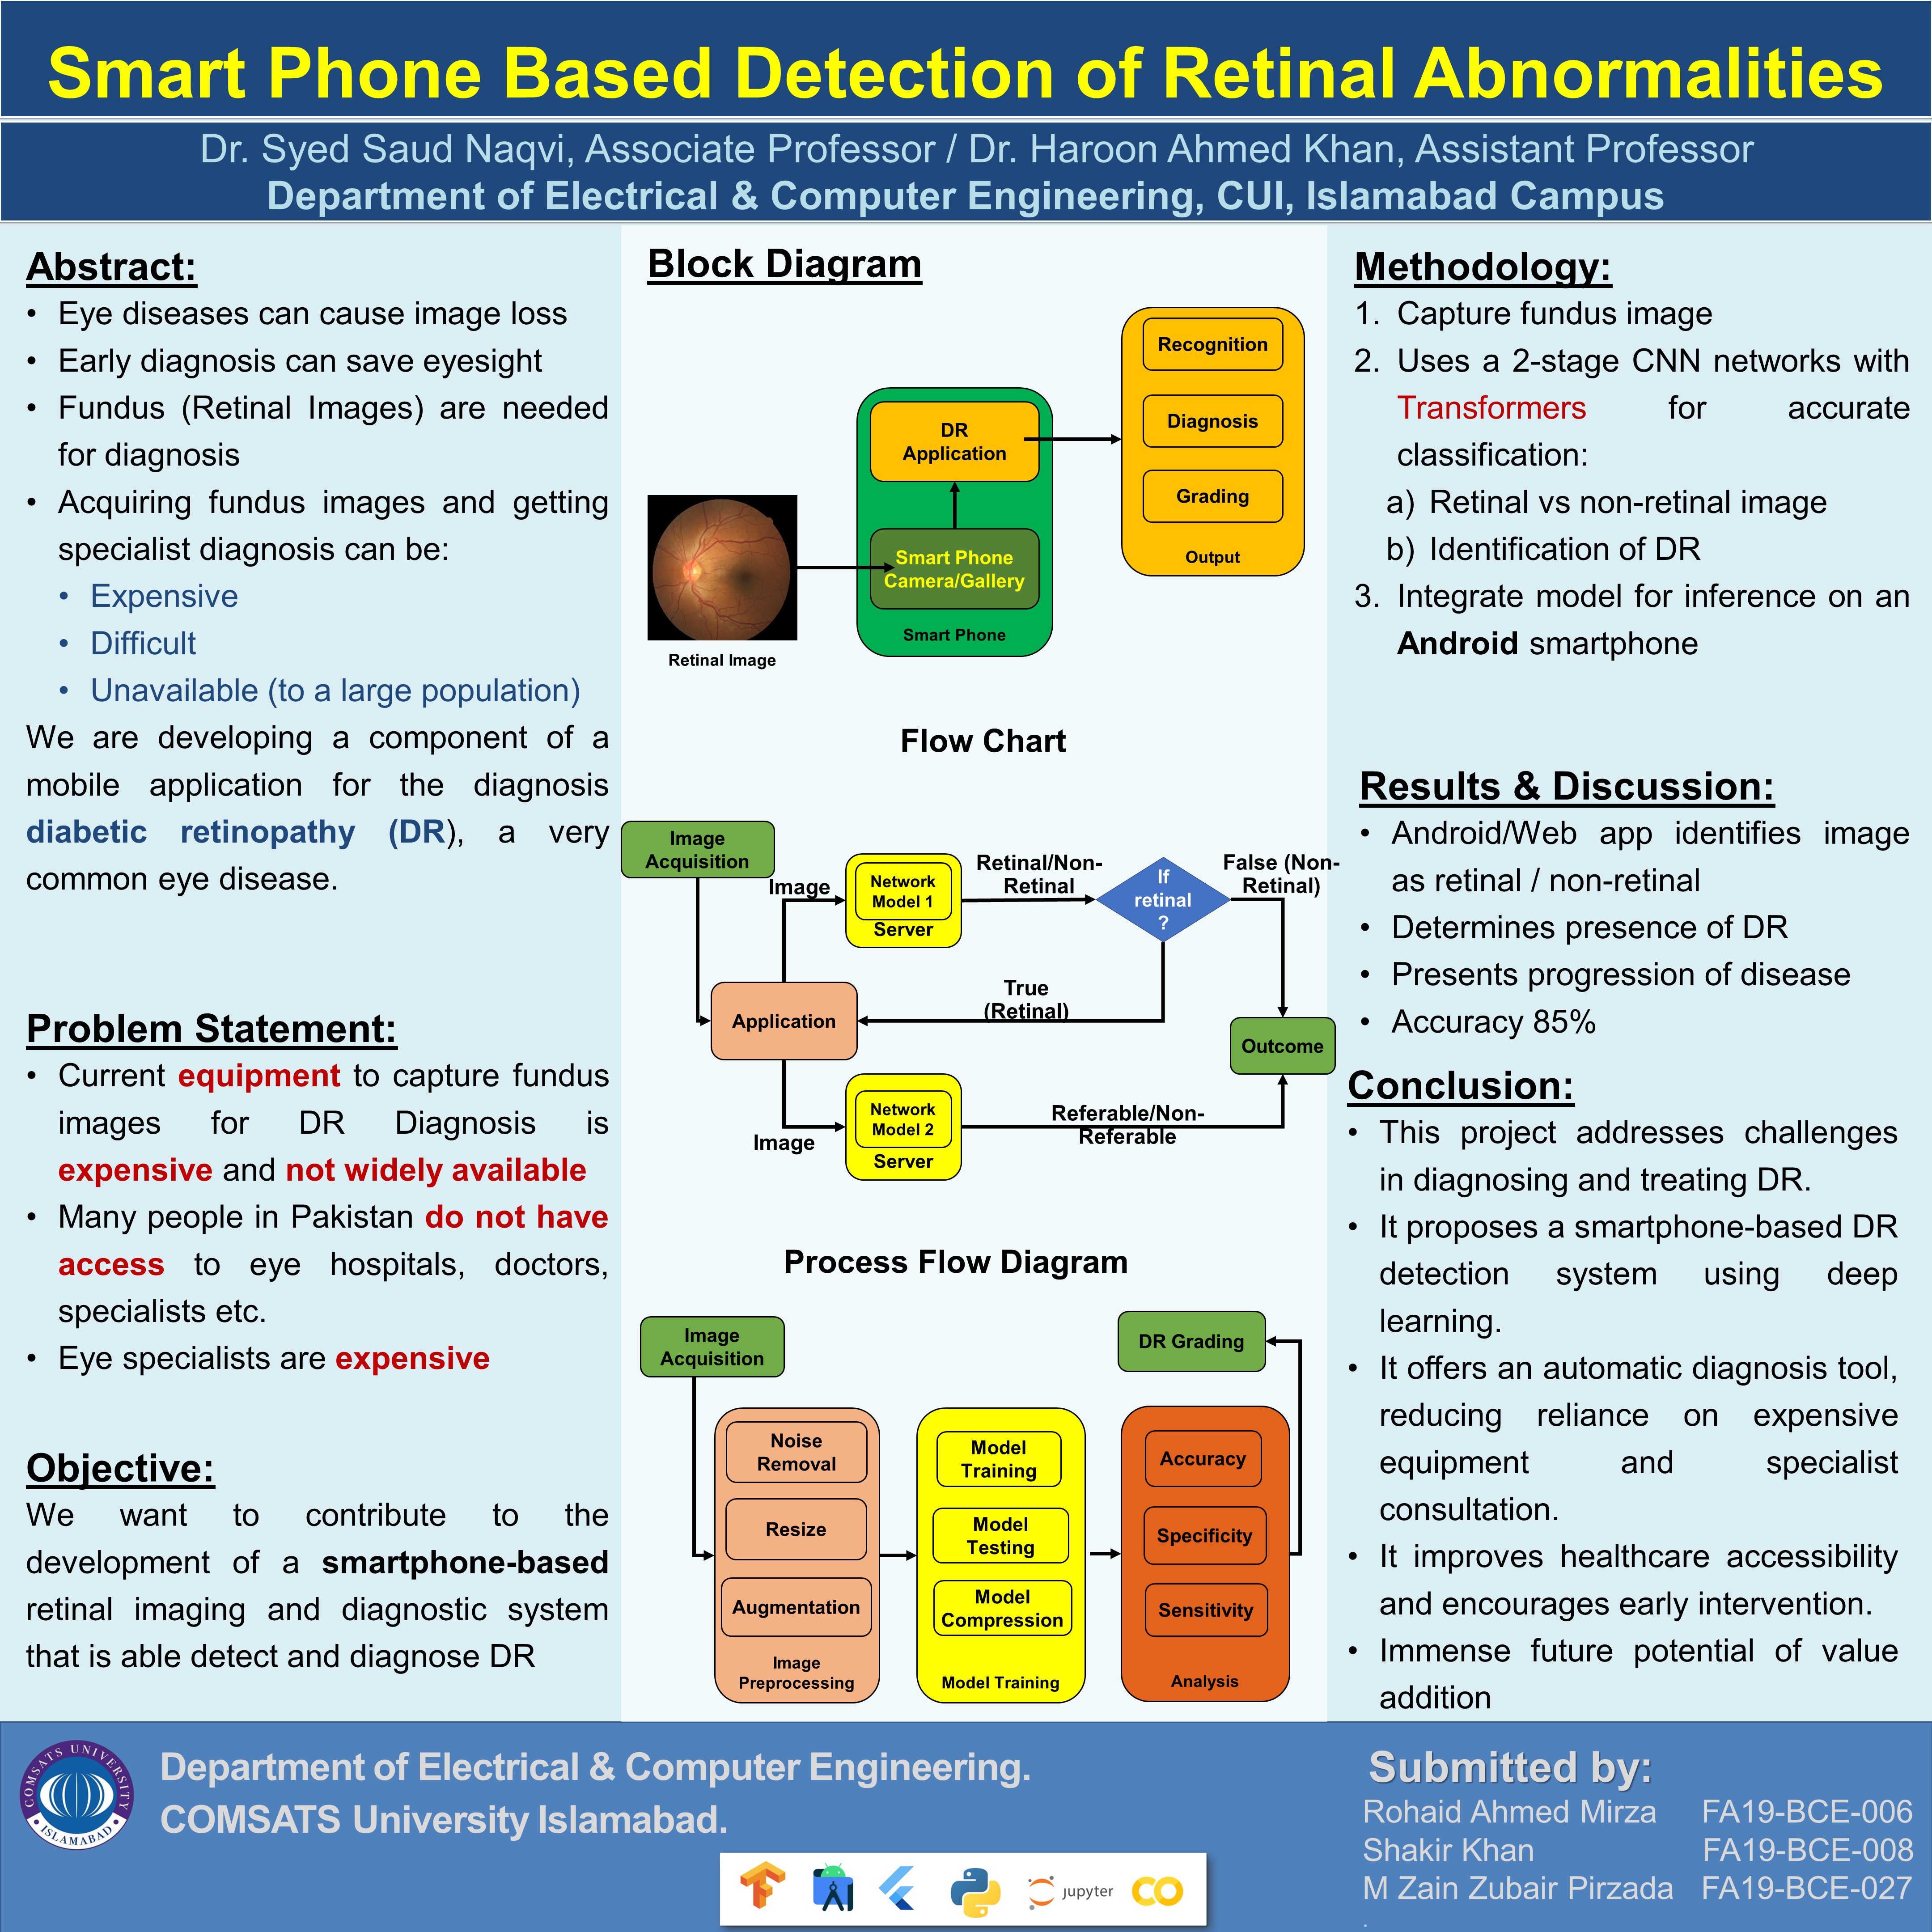 Smart Phone Based Detection of Retinal Abnormalities
Dr. Syed Saud Naqvi, Associate Professor / Dr. Haroon Ahmed Khan, Assistant Professor
Department of Electrical & Computer Engineering, CUI, Islamabad Campus
Abstract:
• Eye diseases can cause image loss
• Early diagnosis can save eyesight
• Fundus (Retinal Images) are needed
for diagnosis
• Acquiring fundus images and getting
specialist diagnosis can be:
• Expensive
• Difficult
• Unavailable (to a large population)
We are developing a component of a
mobile application for the diagnosis
diabetic retinopathy (DR), a very
common eye disease.
Problem Statement:
• Current equipment to capture fundus
images for DR Diagnosis is
expensive and not widely available
• Many people in Pakistan do not have
access to eye hospitals, doctors,
specialists etc.
• Eye specialists are expensive
Objective:
We want to contribute to the
development of a smartphone-based
retinal imaging and diagnostic system
that is able detect and diagnose DR
Block Diagram
Retinal Image
DR
Application
Smart Phone
Camera/Gallery
Smart Phone
Recognition
Diagnosis
Grading
Output
Flow Chart
Image
Acquisition
Image
Network
Model 1
Server
Retinal/Non-
Retinal
If
retinal
?
False (Non-
Retinal)
Application
True
(Retinal)
Outcome
Image
Network
Model 2
Server
Referable/Non-
Referable
Process Flow Diagram
Image
Acquisition
DR Grading
Noise
Removal
Resize
Augmentation
Image
Preprocessing
Model
Training
Model
Testing
Model
Compression
Model Training
Accuracy
Specificity
Sensitivity
Analysis
Methodology:
1. Capture fundus image
2. Uses a 2-stage CNN networks with
Transformers for accurate
classification:
a) Retinal vs non-retinal image
b) Identification of DR
3. Integrate model for inference on an
Android smartphone
Results & Discussion:
• Android/Web app identifies image
as retinal / non-retinal
• Determines presence of DR
• Presents progression of disease
• Accuracy 85%
Conclusion:
• This project addresses challenges
in diagnosing and treating DR.
• It proposes a smartphone-based DR
detection system using deep
learning.
• It offers an automatic diagnosis tool,
reducing reliance on expensive
equipment and specialist
consultation.
• It improves healthcare accessibility
and encourages early intervention.
• Immense future potential of value
addition
COMSATS UNIVERSITY
ISLAMABAD
Department of Electrical & Computer Engineering.
COMSATS University Islamabad.
jupyter
Submitted by:
Rohaid Ahmed Mirza FA19-BCE-006
Shakir Khan FA19-BCE-008
M Zain Zubair Pirzada FA19-BCE-027
.